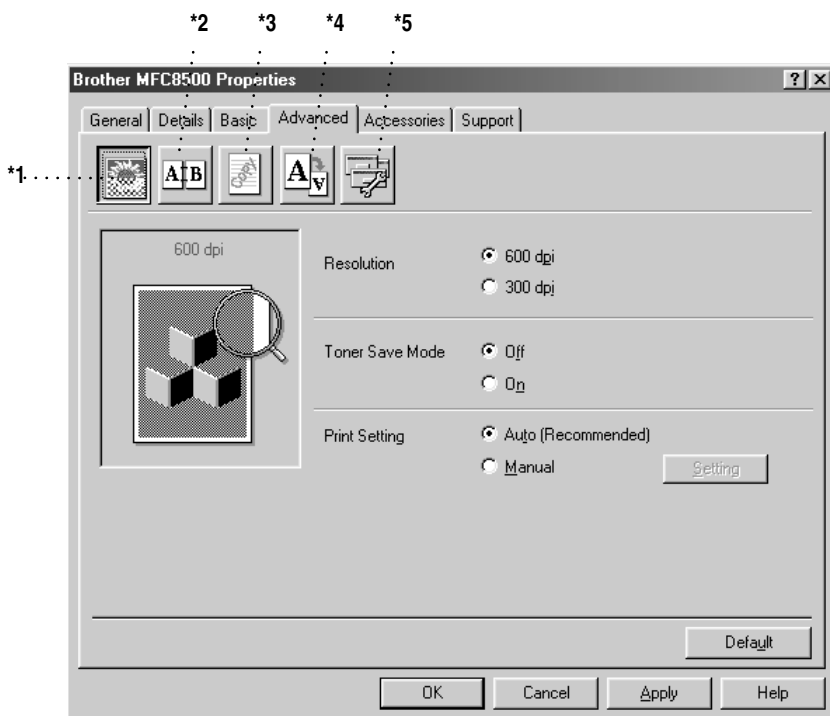 *2 *3 *4 *5
Brother MFC8500 Properties
General Details Basic Advanced Accessories Support
*1
A B COPY A A
600 dpi
Resolution
600 dpi
300 dpi
Toner Save Mode
Off
On
Print Setting
Auto (Recommended)
Manual Setting
Default
OK Cancel Apply Help